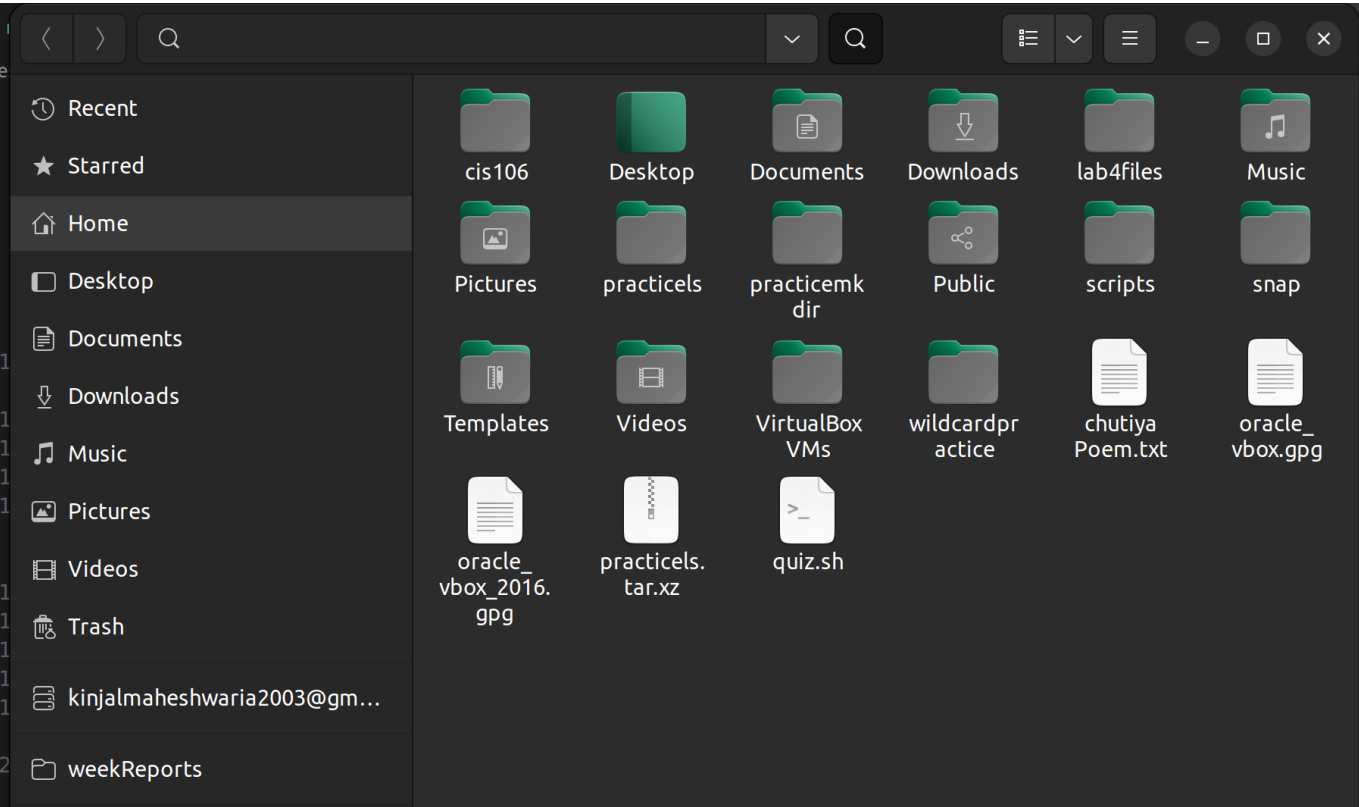 Recent
Starred
Home
Desktop
Documents
Downloads
Music
Pictures
Videos
Trash
kinjalmaheshwaria2003@gm...
weekReports
cis106
Desktop
Documents
Downloads
lab4files
Music
Pictures
practicels
practicemk
dir
Public
scripts
snap
Templates
Videos
VirtualBox
VMs
wildcardpr
actice
chutiya
Poem.txt
oracle_
vbox.gpg
oracle_
vbox_2016.
gpg
practicels.
tar.xz
quiz.sh